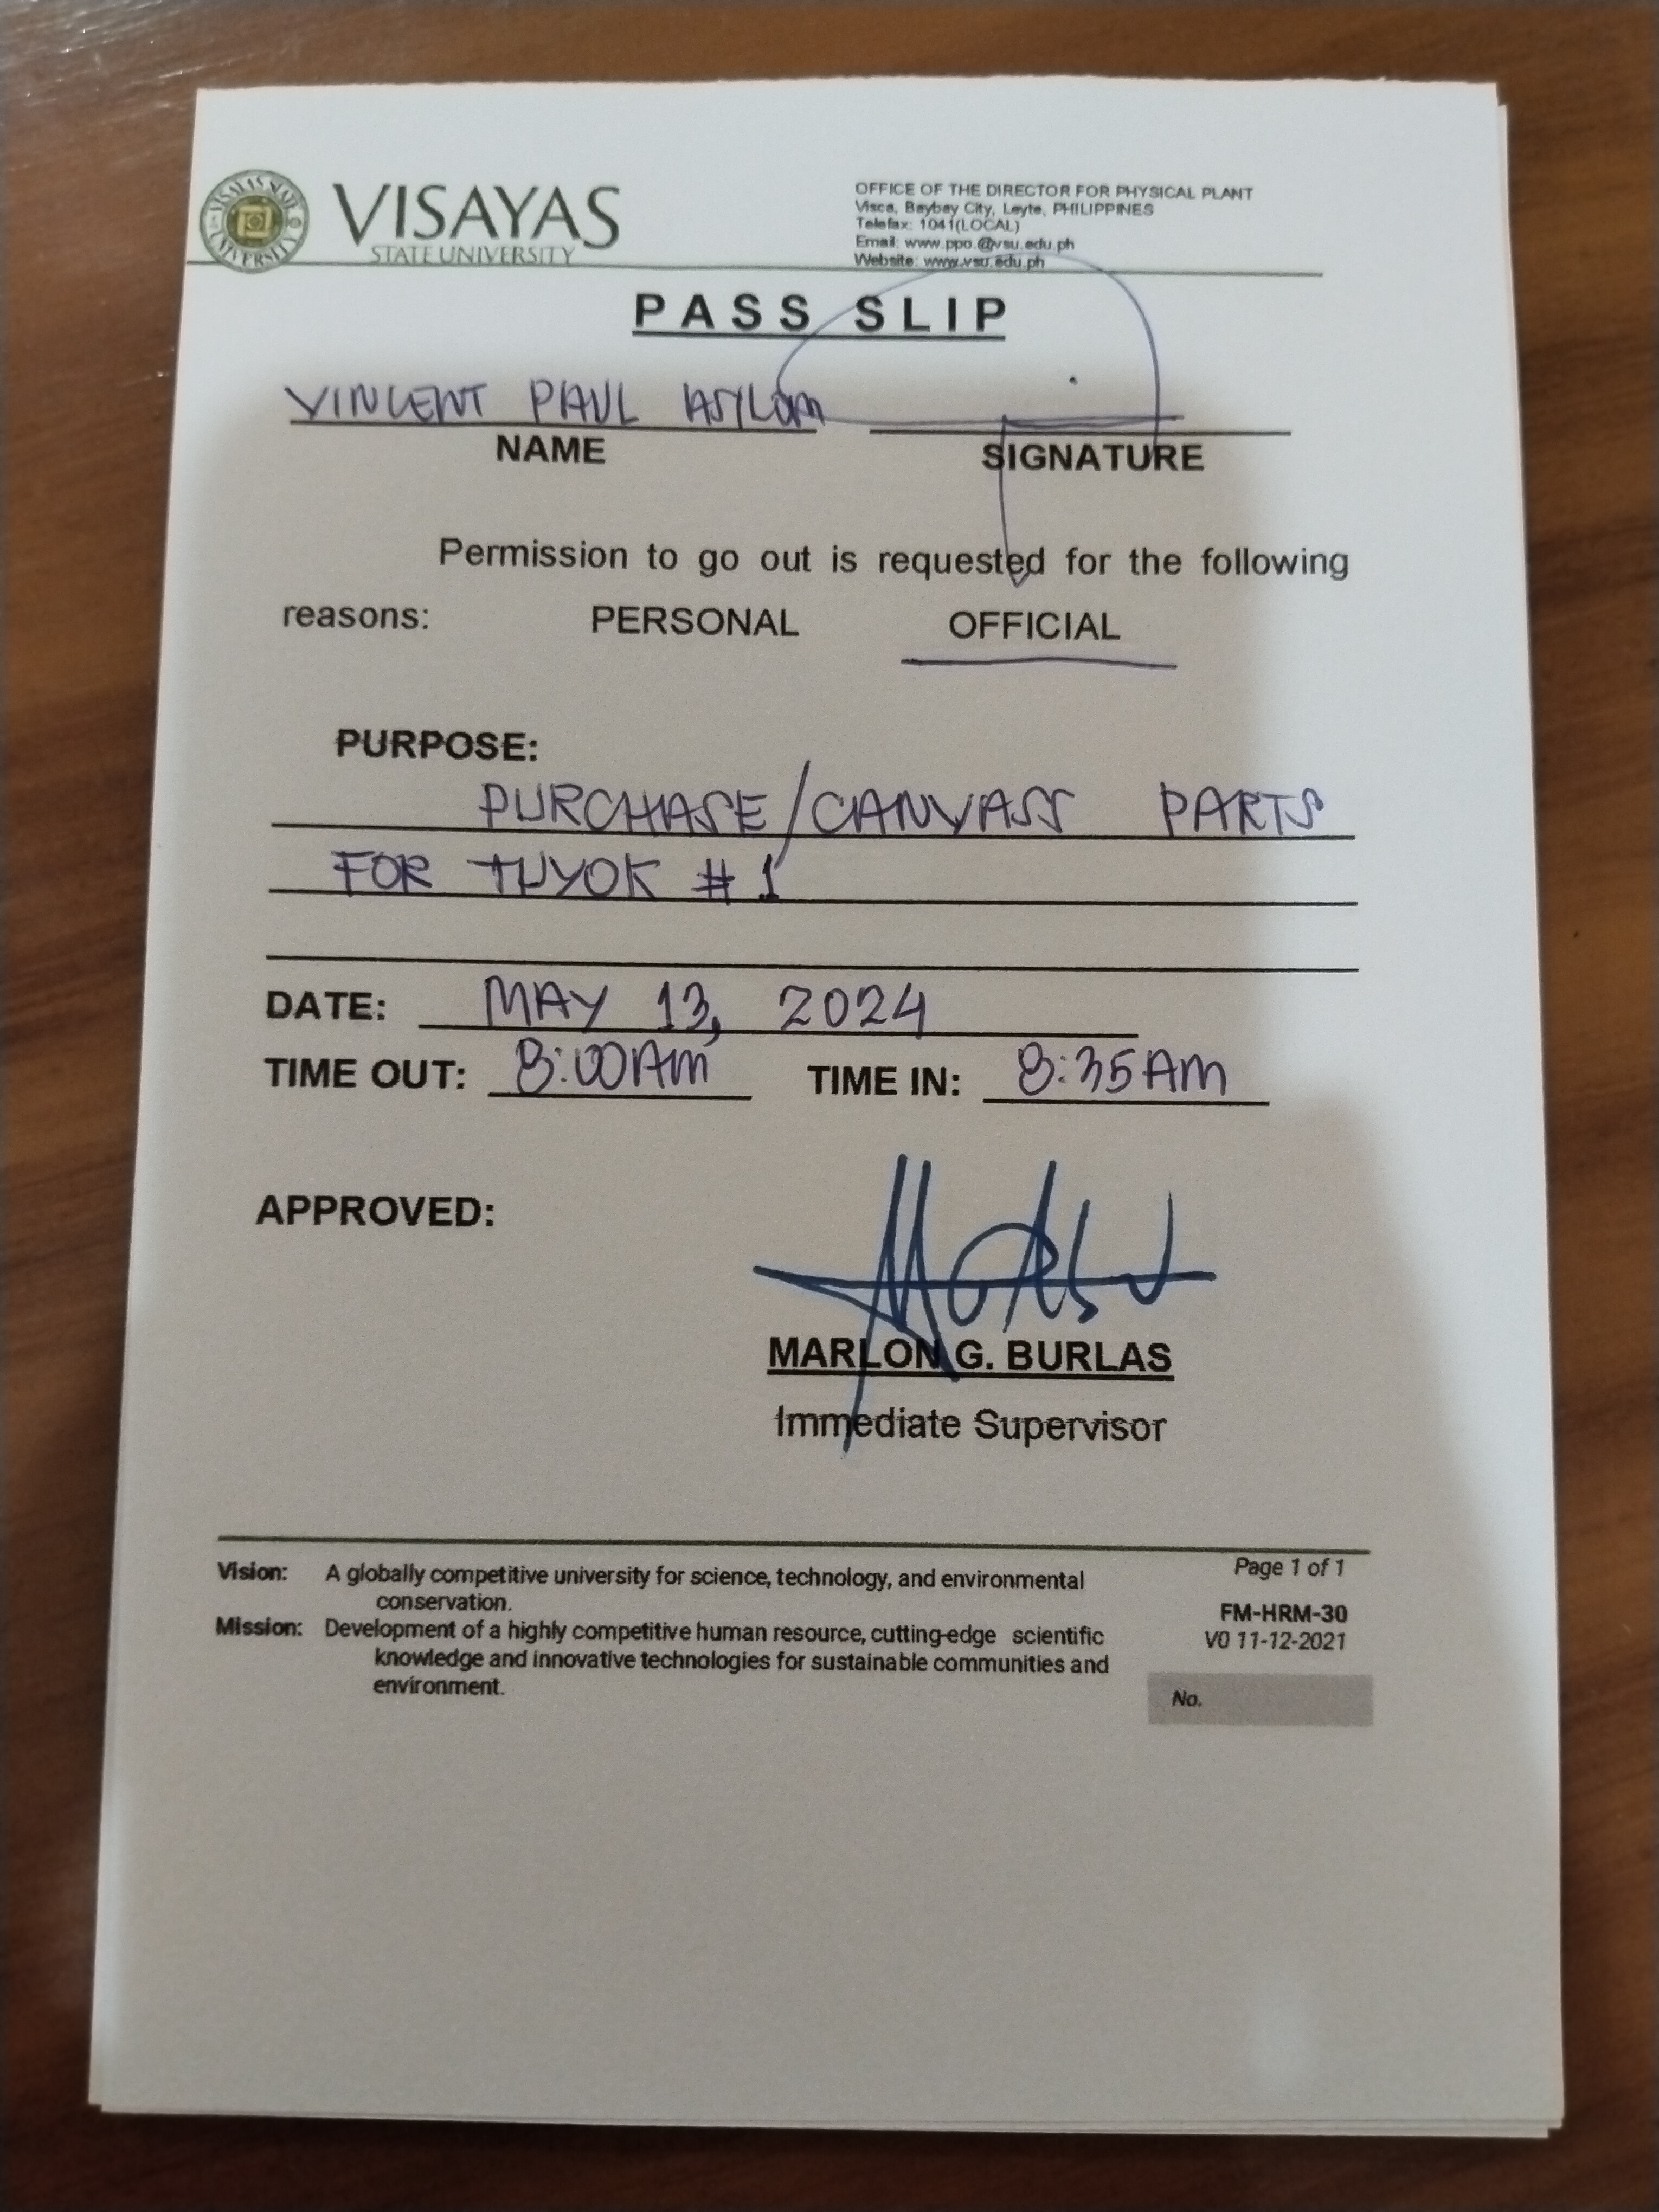 VISAYAS
STATE UNIVERSITY
OFFICE OF THE DIRECTOR FOR PHYSICAL PLANT
Visca, Baybay City, Leyte, PHILIPPINES
Telefax: 1041(LOCAL)
Email: www.ppo.@vsu.edu.ph
Website: www.vsu.edu.ph
PASS SLIP
VINCENT PAUL ASYLOM
NAME SIGNATURE
Permission to go out is requested for the following
reasons: PERSONAL OFFICIAL
PURPOSE:
PURCHASE/CANVASS PARTS
FOR TUYOK #1
DATE: MAY 13, 2024
TIME OUT: 8:00AM TIME IN: 8:35AM
APPROVED:
MARLON G. BURLAS
Immediate Supervisor
Vision: A globally competitive university for science, technology, and environmental
conservation.
Mission: Development of a highly competitive human resource, cutting-edge scientific
knowledge and innovative technologies for sustainable communities and
environment.
Page 1 of 1
FM-HRM-30
V0 11-12-2021
No.